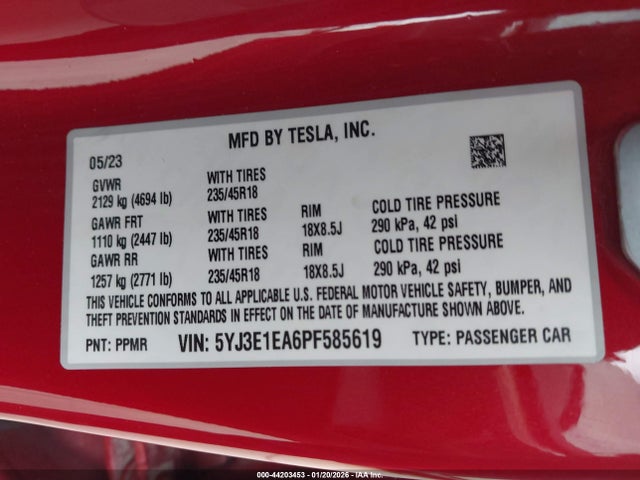 MFD BY TESLA, INC.
05/23
GVWR WITH TIRES
2129 kg (4694 lb) 235/45R18
GAWR FRT WITH TIRES RIM COLD TIRE PRESSURE
1110 kg (2447 lb) 235/45R18 18X8.5J 290 kPa, 42 psi
GAWR RR WITH TIRES RIM COLD TIRE PRESSURE
1257 kg (2771 lb) 235/45R18 18X8.5J 290 kPa, 42 psi
THIS VEHICLE CONFORMS TO ALL APPLICABLE U.S. FEDERAL MOTOR VEHICLE SAFETY, BUMPER, AND
THEFT PREVENTION STANDARDS IN EFFECT ON THE DATE OF MANUFACTURE SHOWN ABOVE.
PNT: PPMR VIN: 5YJ3E1EA6PF585619 TYPE: PASSENGER CAR
000-44203453 - 01/20/2026 - IAAI.COM